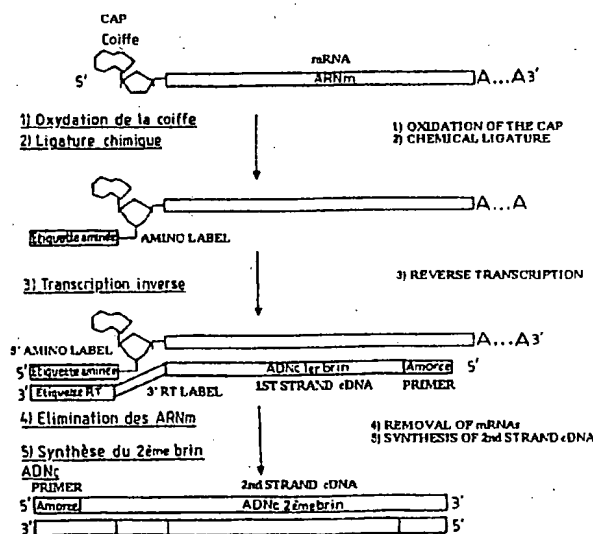 CAP
Coiffe
5'
mRNA
ARNm
A...A3'
1) Oxydation de la coiffe
2) Ligature chimique
1) OXIDATION OF THE CAP
2) CHEMICAL LIGATURE
A...A
Etiquette aminée
AMINO LABEL
3) Transcription inverse
3) REVERSE TRANSCRIPTION
A...A 3'
5' AMINO LABEL
5' Etiquette aminée
ADNc 1er brin
Amorce
5'
3' Etiquette RT
3' RT LABEL
1ST STRAND cDNA
PRIMER
4) Elimination des ARNm
4) REMOVAL OF mRNAs
5) SYNTHESIS OF 2nd STRAND cDNA
5) Synthèse du 2ème brin
ADNc
PRIMER
2nd STRAND cDNA
5' Amorce
ADNc 2ème brin
3'
3'
5'